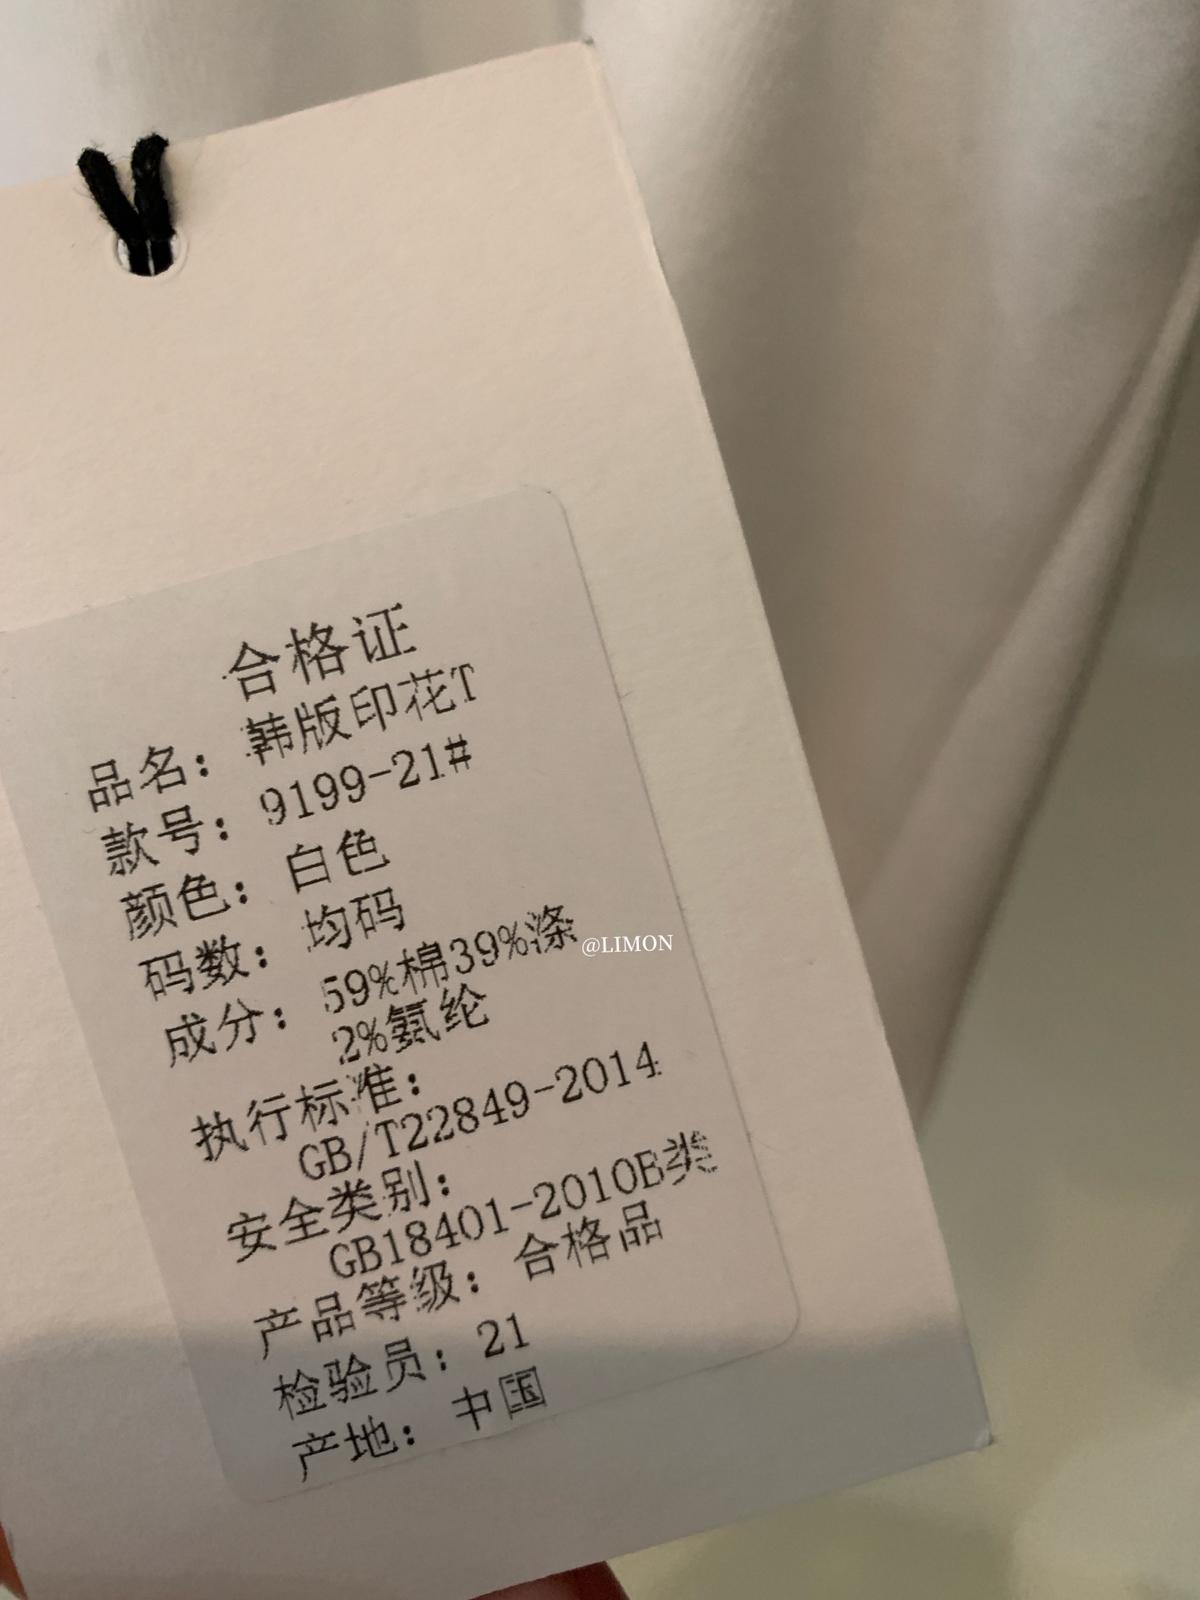 合格证
品名：韩版印花T
款号：9199-21#
颜色：白色
码数：均码
成分：59%棉39%涤
2%氨纶
执行标准：
GB/T22849-2014
安全类别：
GB18401-2010B类
产品等级：合格品
检验员：21
产地：中国
@LIMON